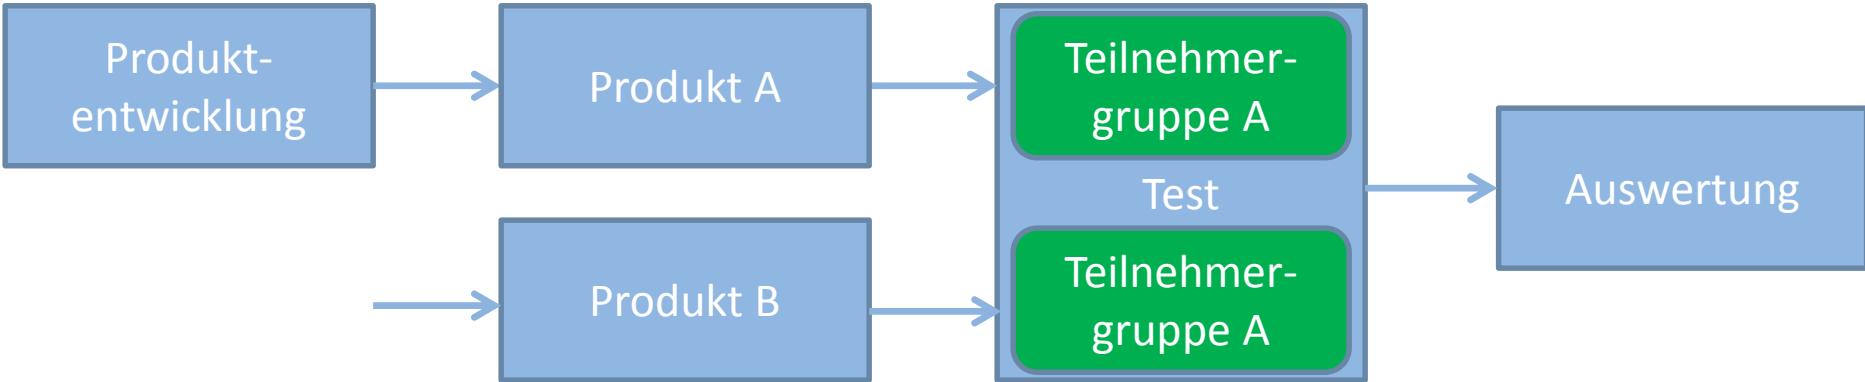 Produkt-
entwicklung
Produkt A
Teilnehmer-
gruppe A
Test
Auswertung
Produkt B
Teilnehmer-
gruppe A